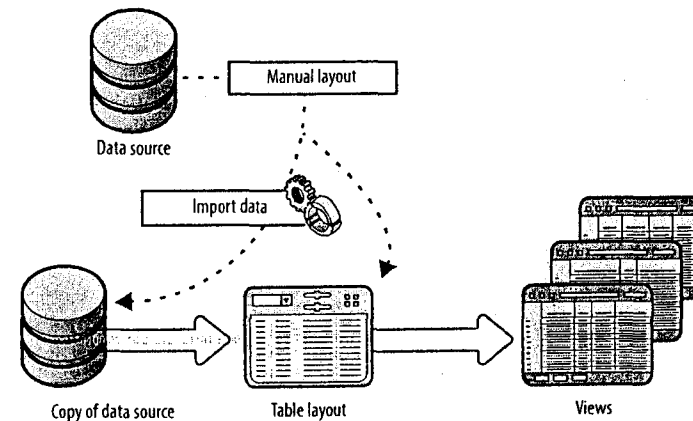 Manual layout
Data source
Import data
Copy of data source
Table layout
Views